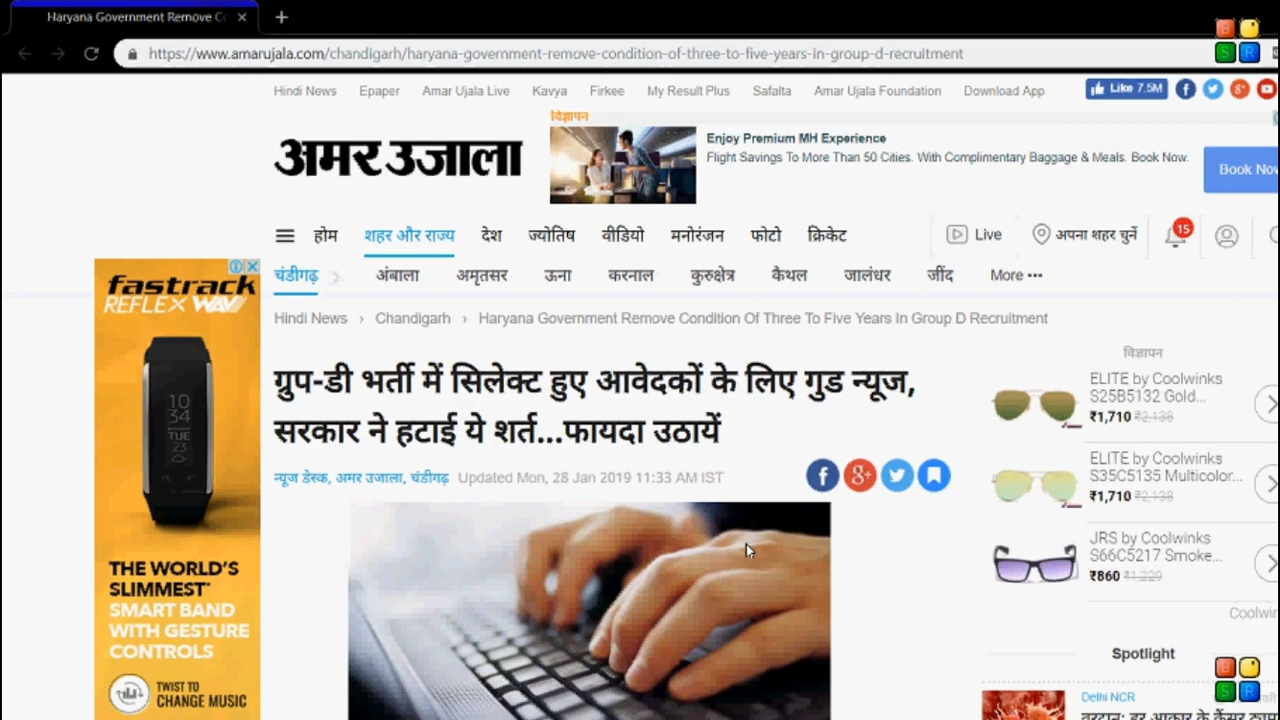 Haryana Government Remove C
https://www.amarujala.com/chandigarh/haryana-government-remove-condition-of-three-to-five-years-in-group-d-recruitment
Hindi News Epaper Amar Ujala Live Kavya Firkee My Result Plus Safalta Amar Ujala Foundation Download App
Like 7.5M
विज्ञापन
अमर उजाला
Enjoy Premium MH Experience
Flight Savings To More Than 50 Cities. With Complimentary Baggage & Meals. Book Now.
Book Now
होम शहर और राज्य देश ज्योतिष वीडियो मनोरंजन फोटो क्रिकेट
Live अपना शहर चुनें 15
चंडीगढ़ अंबाला अमृतसर ऊना करनाल कुरुक्षेत्र कैथल जालंधर जींद More •••
Hindi News › Chandigarh › Haryana Government Remove Condition Of Three To Five Years In Group D Recruitment
ग्रुप-डी भर्ती में सिलेक्ट हुए आवेदकों के लिए गुड न्यूज,
सरकार ने हटाई ये शर्त...फायदा उठायें
न्यूज डेस्क, अमर उजाला, चंडीगढ़ Updated Mon, 28 Jan 2019 11:33 AM IST
fastrack
REFLEX WAV
10
34
TUE
23
THE WORLD'S
SLIMMEST*
SMART BAND
WITH GESTURE
CONTROLS
TWIST TO
CHANGE MUSIC
विज्ञापन
ELITE by Coolwinks
S25B5132 Gold...
₹1,710 ₹2,138
ELITE by Coolwinks
S35C5135 Multicolor...
₹1,710 ₹2,138
JRS by Coolwinks
S66C5217 Smoke...
₹860 ₹1,229
Coolwin
Spotlight
Delhi NCR
B
S R
B
S R